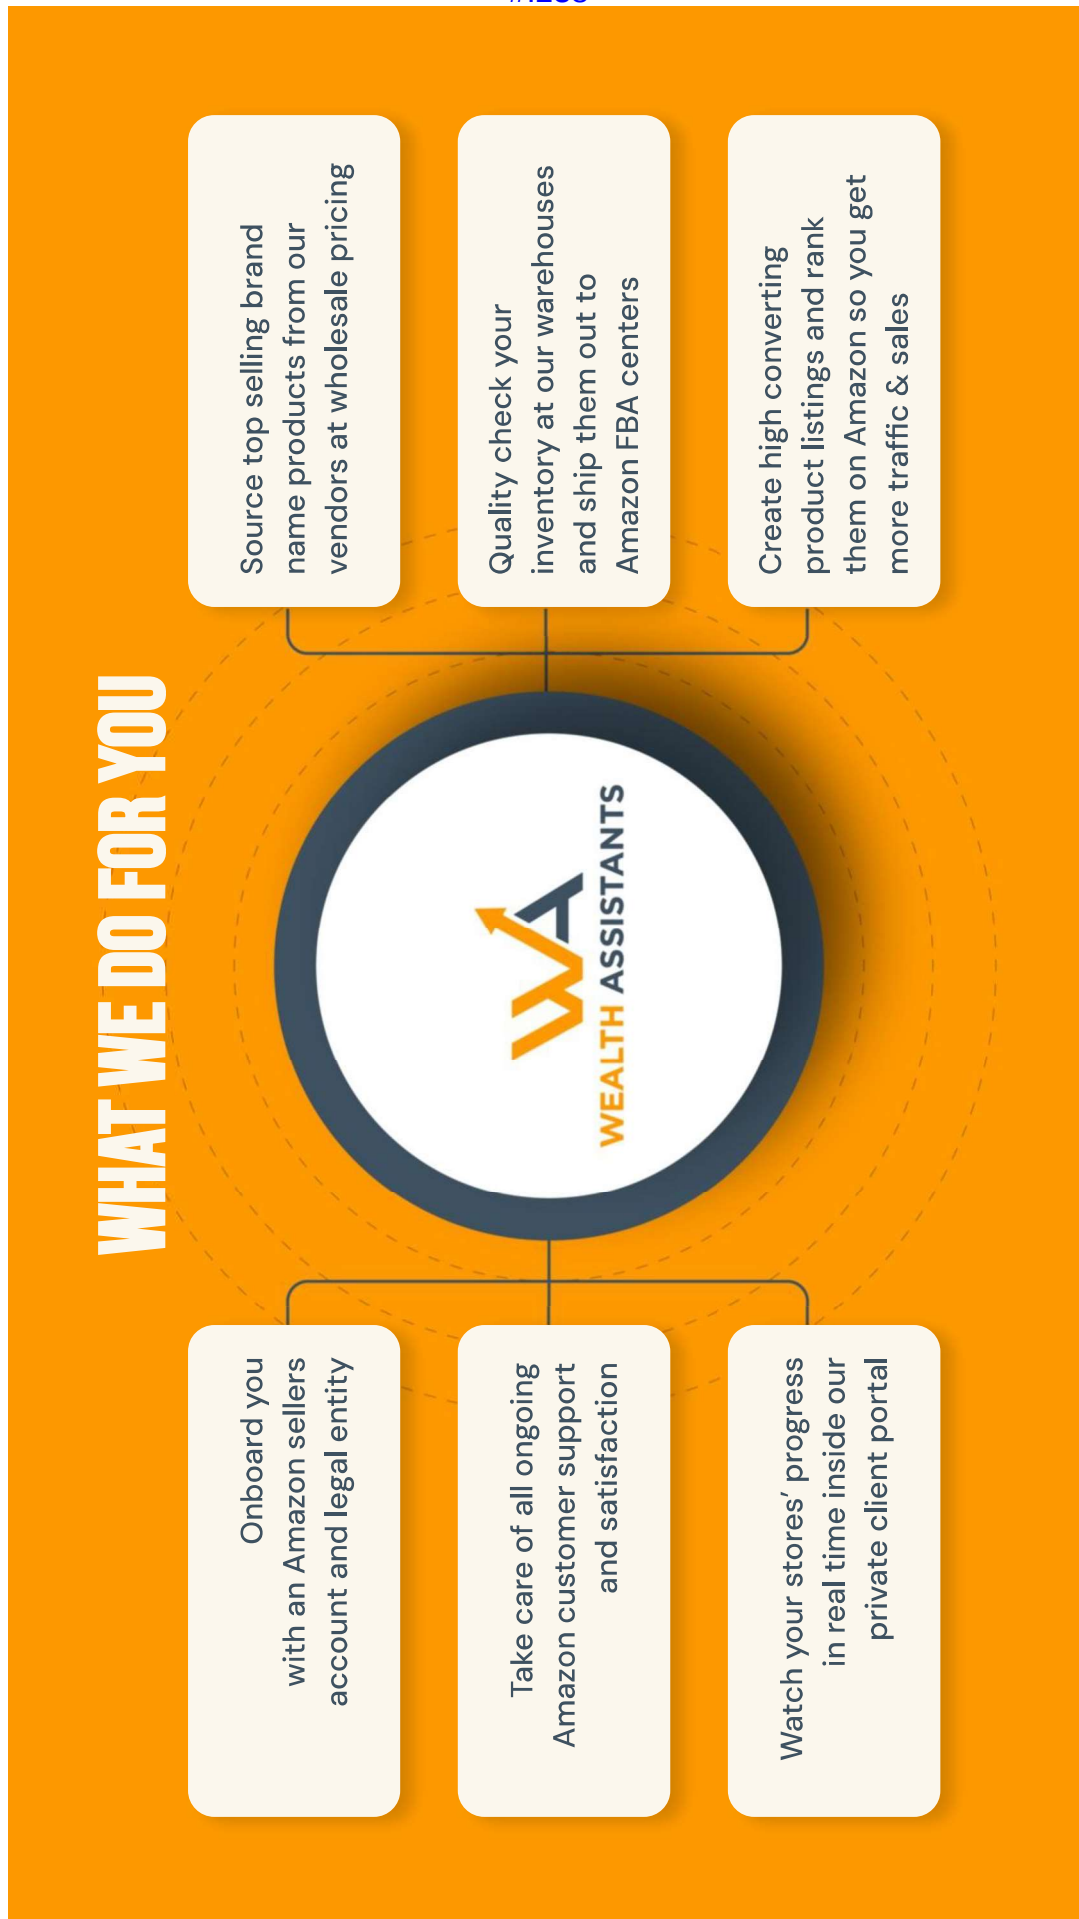 WHAT WE DO FOR YOU
Onboard you
with an Amazon sellers
account and legal entity
Take care of all ongoing
Amazon customer support
and satisfaction
Watch your stores’ progress
in real time inside our
private client portal
WA
WEALTH ASSISTANTS
Source top selling brand
name products from our
vendors at wholesale pricing
Quality check your
inventory at our warehouses
and ship them out to
Amazon FBA centers
Create high converting
product listings and rank
them on Amazon so you get
more traffic & sales